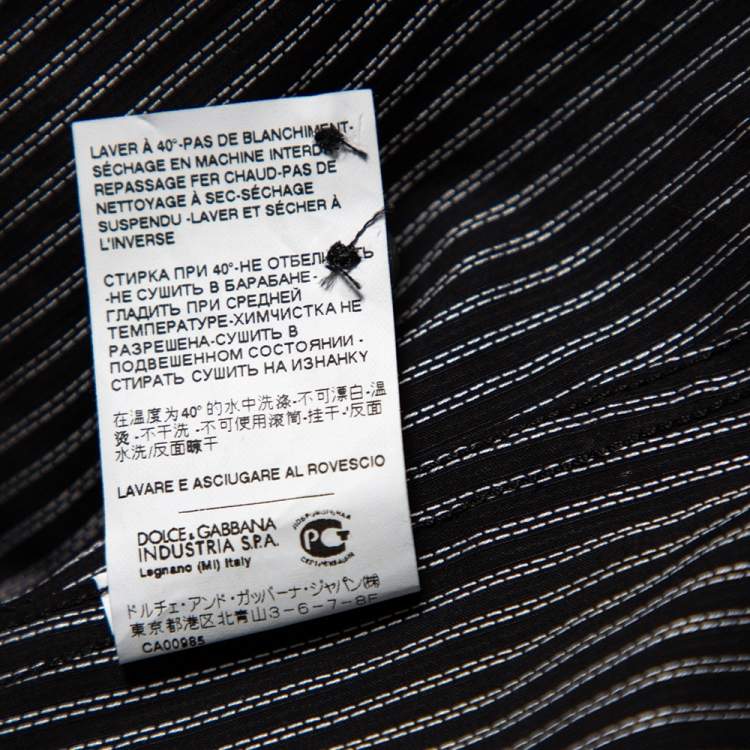 LAVER À 40°-PAS DE BLANCHIMENT-
SÉCHAGE EN MACHINE
REPASSAGE FER CHAUD-PAS DE
NETTOYAGE À SEC-SÉCHAGE
SUSPENDU -LAVER ET SÉCHER À
L'INVERSE
СТИРКА ПРИ 40°-НЕ
-НЕ СУШИТЬ В БАРАБАНЕ-
ГЛАДИТЬ ПРИ СРЕДНЕЙ
ТЕМПЕРАТУРЕ-ХИМЧИСТКА НЕ
РАЗРЕШЕНА-СУШИТЬ В
ПОДВЕШЕННОМ СОСТОЯНИИ -
СТИРАТЬ СУШИТЬ НА ИЗНАНКУ
在温度为40°的水中洗涤-不可漂白-温
烫-不干洗-不可使用滚筒-挂干-反面
水洗/反面晾干
LAVARE E ASCIUGARE AL ROVESCIO
DOLCE & GABBANA
INDUSTRIA S.P.A.
Legnano (MI) Italy
ДОБРОВОЛЬНАЯ
РСТ
СЕРТИФИКАЦИЯ
ドルチェ・アンド・ガッバーナ・ジャパン(株)
東京都港区北青山3-6-7-8F
CA00985